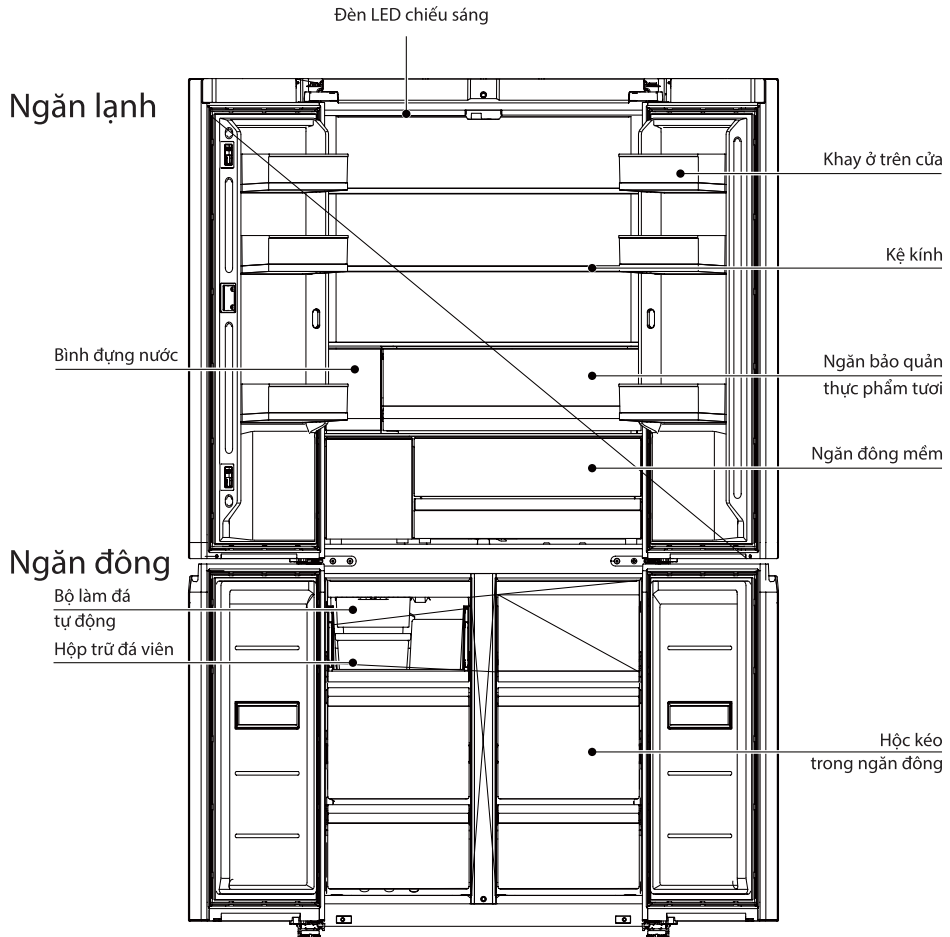 Đèn LED chiếu sáng
Ngăn lạnh
Khay ở trên cửa
Kệ kính
Bình đựng nước
Ngăn bảo quản
thực phẩm tươi
Ngăn đông mềm
Ngăn đông
Bộ làm đá
tự động
Hộp trữ đá viên
Hộc kéo
trong ngăn đông